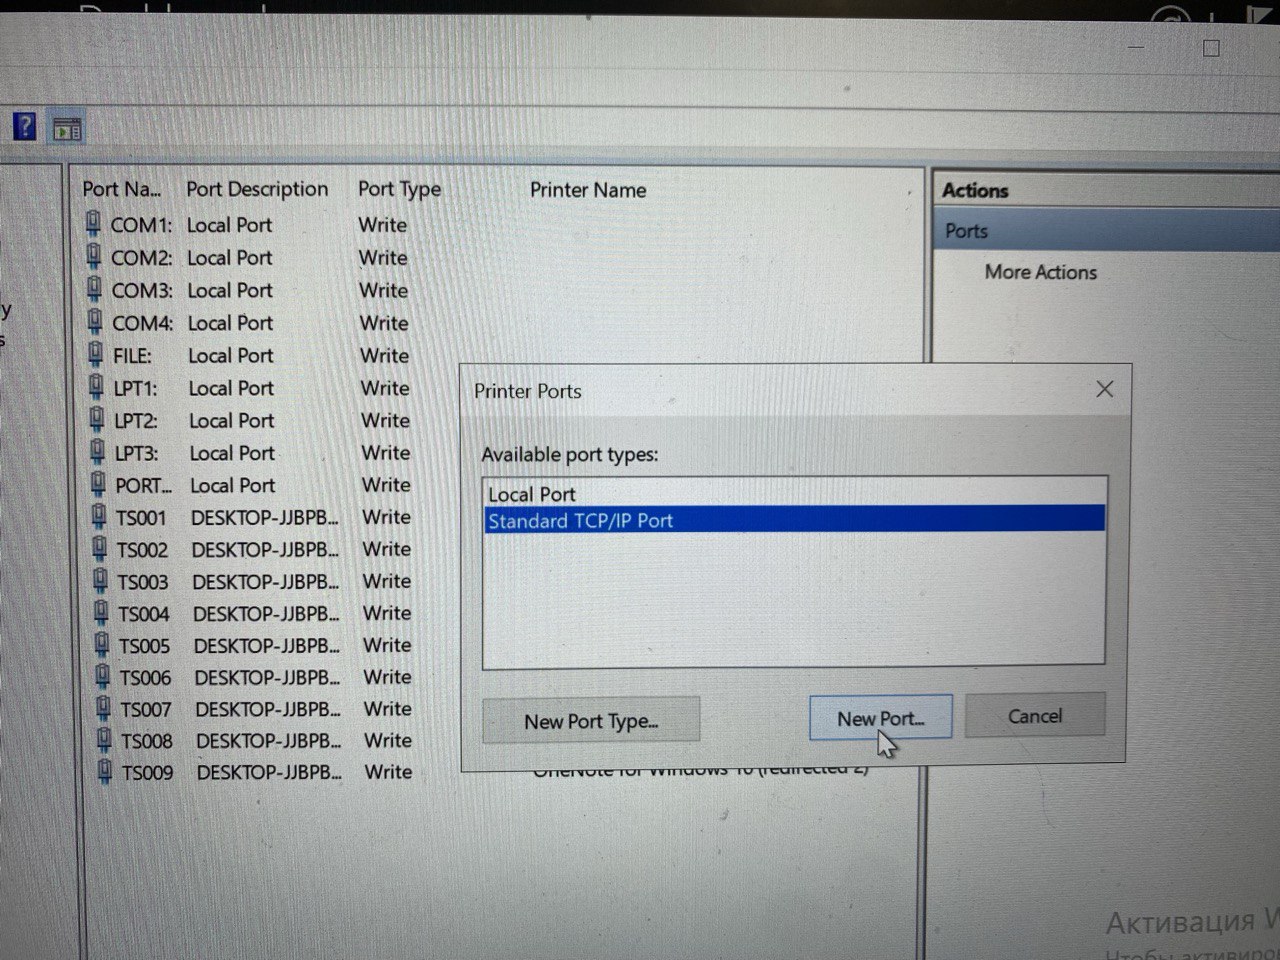 Port Na... Port Description Port Type Printer Name
COM1: Local Port Write
COM2: Local Port Write
COM3: Local Port Write
COM4: Local Port Write
FILE: Local Port Write
LPT1: Local Port Write
LPT2: Local Port Write
LPT3: Local Port Write
PORT... Local Port Write
TS001 DESKTOP-JJBPB... Write
TS002 DESKTOP-JJBPB... Write
TS003 DESKTOP-JJBPB... Write
TS004 DESKTOP-JJBPB... Write
TS005 DESKTOP-JJBPB... Write
TS006 DESKTOP-JJBPB... Write
TS007 DESKTOP-JJBPB... Write
TS008 DESKTOP-JJBPB... Write
TS009 DESKTOP-JJBPB... Write OneNote for Windows 10 (redirected 2)
Actions
Ports
More Actions
Printer Ports
Available port types:
Local Port
Standard TCP/IP Port
New Port Type... New Port... Cancel
Активация W
Чтобы активиро